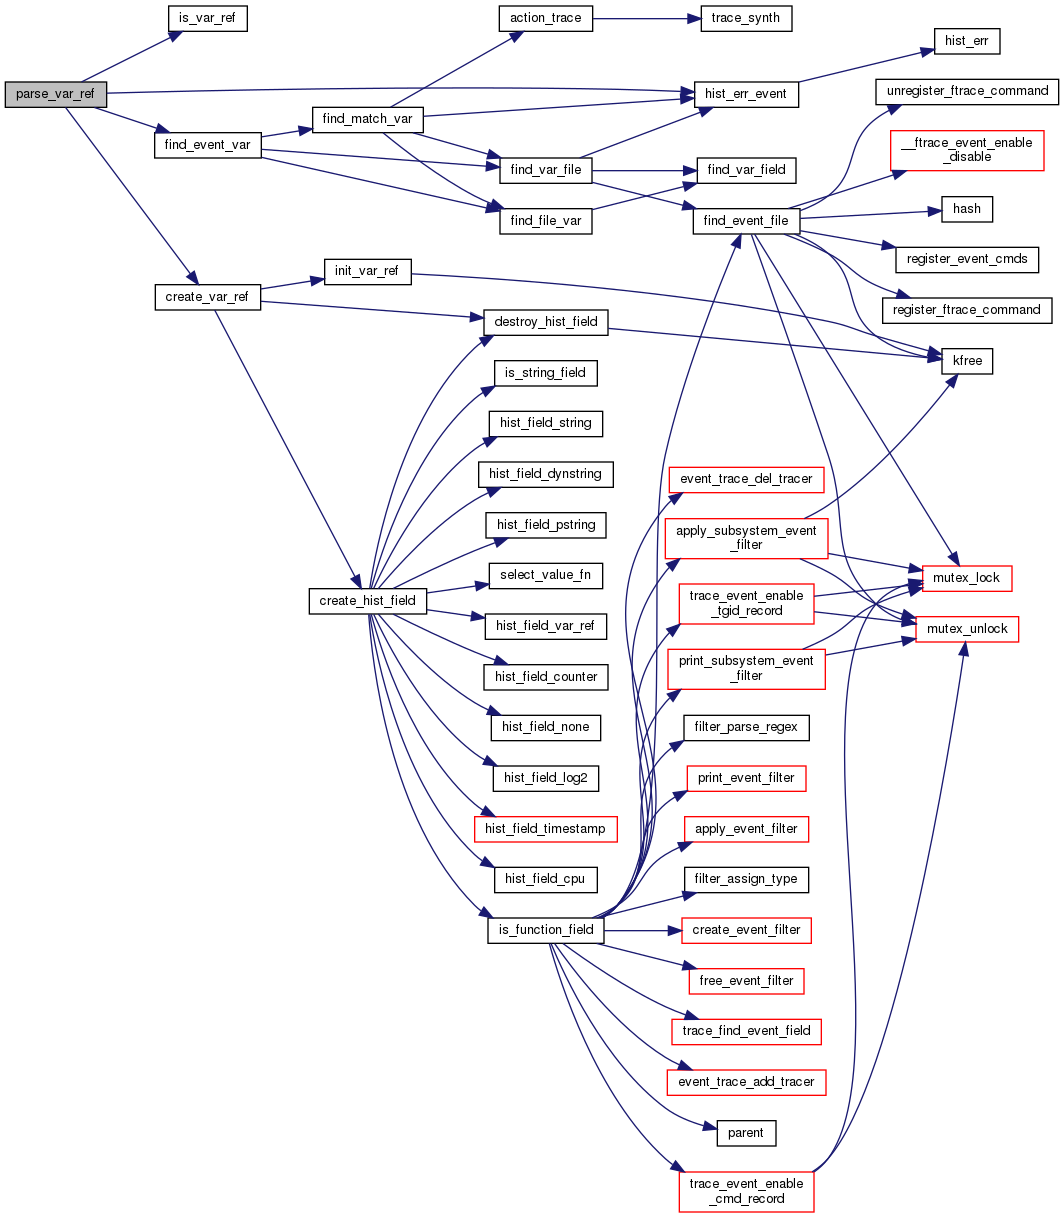 is_var_ref
action_trace
trace_synth
hist_err
parse_var_ref
hist_err_event
unregister_ftrace_command
find_match_var
find_event_var
__ftrace_event_enable
_disable
find_var_file
find_var_field
find_file_var
find_event_file
hash
register_event_cmds
init_var_ref
create_var_ref
register_ftrace_command
destroy_hist_field
kfree
is_string_field
hist_field_string
hist_field_dynstring
event_trace_del_tracer
hist_field_pstring
apply_subsystem_event
_filter
select_value_fn
mutex_lock
create_hist_field
trace_event_enable
_tgid_record
hist_field_var_ref
mutex_unlock
hist_field_counter
print_subsystem_event
_filter
hist_field_none
filter_parse_regex
hist_field_log2
print_event_filter
hist_field_timestamp
apply_event_filter
hist_field_cpu
filter_assign_type
is_function_field
create_event_filter
free_event_filter
trace_find_event_field
event_trace_add_tracer
parent
trace_event_enable
_cmd_record